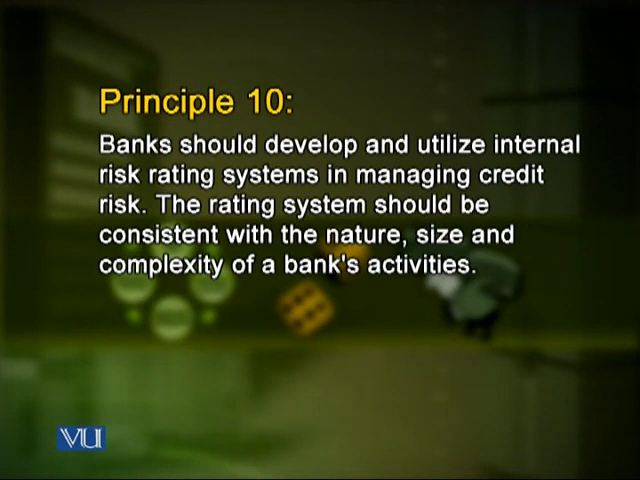 Principle 10:
Banks should develop and utilize internal
risk rating systems in managing credit
risk. The rating system should be
consistent with the nature, size and
complexity of a bank's activities.
VU